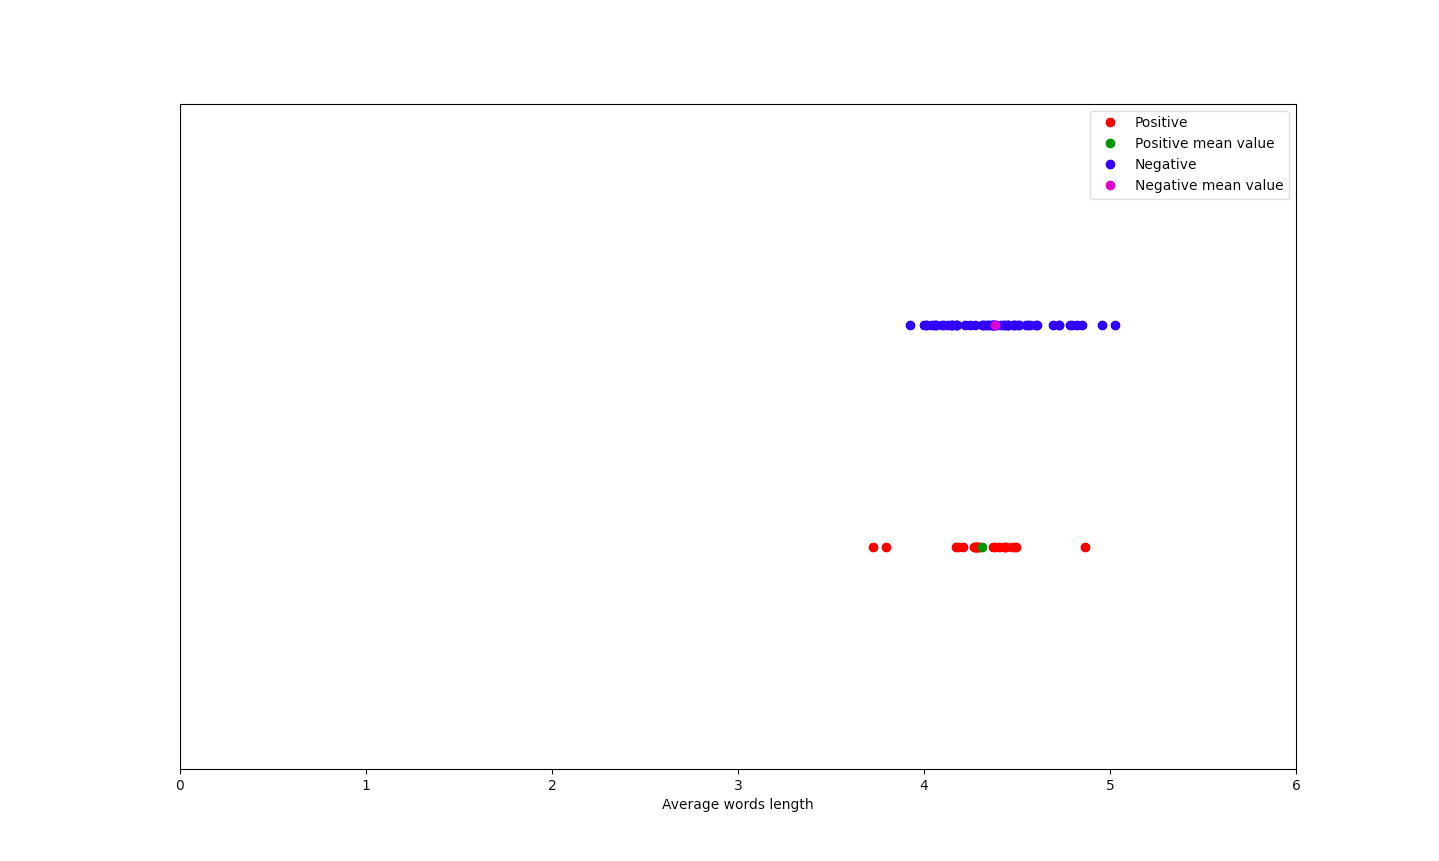 Positive
Positive mean value
Negative
Negative mean value
0 1 2 3 4 5 6
Average words length